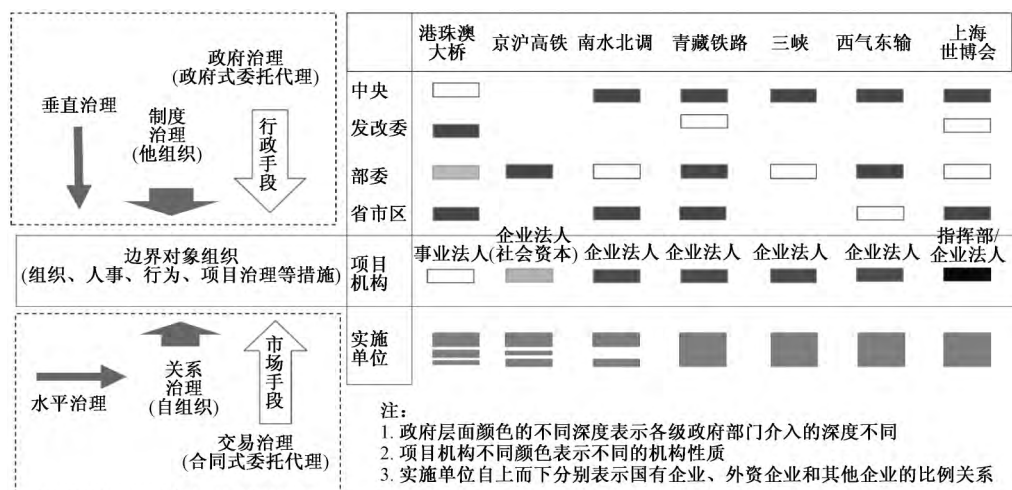 政府治理
(政府式委托代理)
垂直治理
制度
治理
(他组织)
行政手段
边界对象组织
(组织、人事、行为、项目治理等措施)
水平治理
关系
治理
(自组织)
市场手段
交易治理
(合同式委托代理)
港珠澳
大桥
京沪高铁
南水北调
青藏铁路
三峡
西气东输
上海
世博会
中央
发改委
部委
省市区
项目
机构
事业法人
企业法人
(社会资本)
企业法人
企业法人
企业法人
企业法人
指挥部/
企业法人
实施
单位
注:
1. 政府层面颜色的不同深度表示各级政府部门介入的深度不同
2. 项目机构不同颜色表示不同的机构性质
3. 实施单位自上而下分别表示国有企业、外资企业和其他企业的比例关系